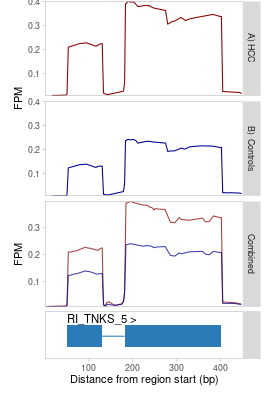 0.4
0.3
0.2
0.1
FPM
A) HCC
0.4
0.3
0.2
0.1
B) Controls
0.3
0.2
0.1
FPM
Combined
RI_TNKS_5 >
100 200 300 400
Distance from region start (bp)